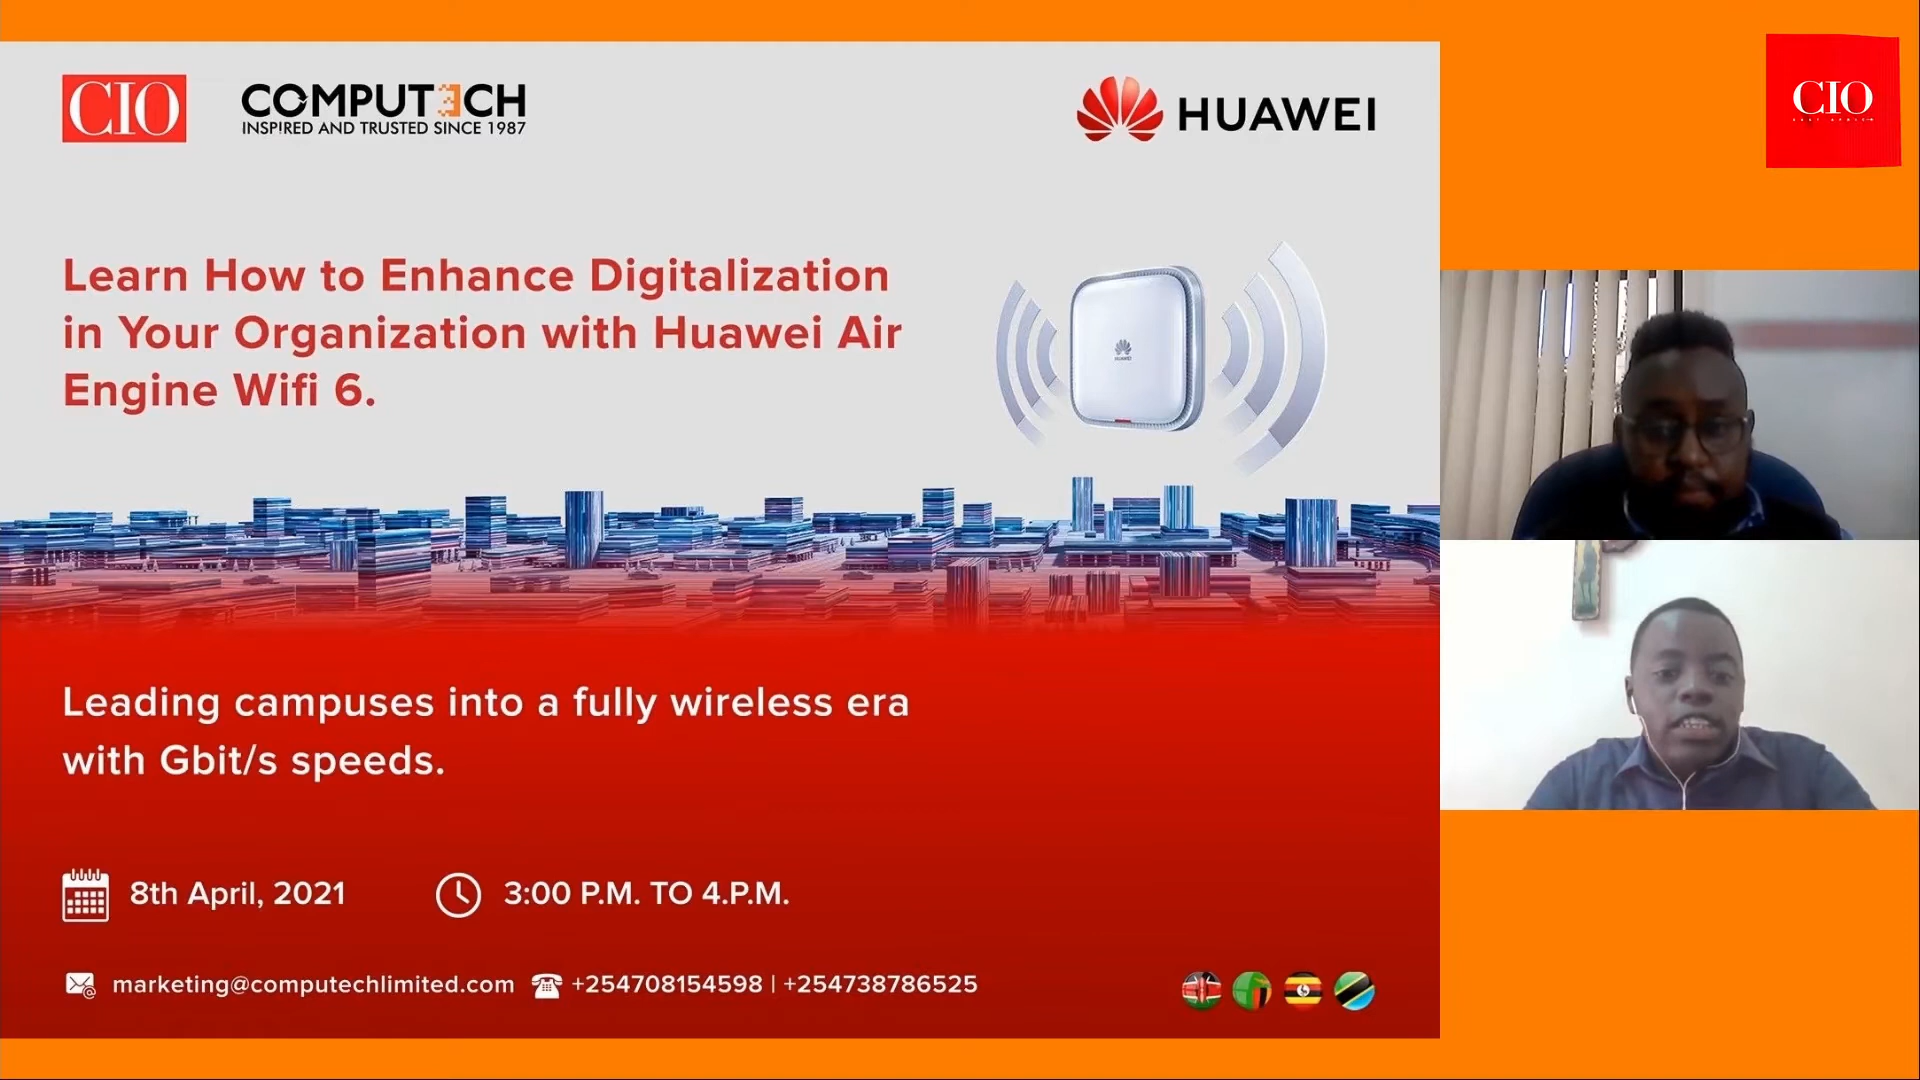 CIO
COMPUTECH
INSPIRED AND TRUSTED SINCE 1987
HUAWEI
CIO
Learn How to Enhance Digitalization
in Your Organization with Huawei Air
Engine Wifi 6.
HUAWEI
Leading campuses into a fully wireless era
with Gbit/s speeds.
8th April, 2021
3:00 P.M. TO 4.P.M.
marketing@computechlimited.com
+254708154598 | +254738786525